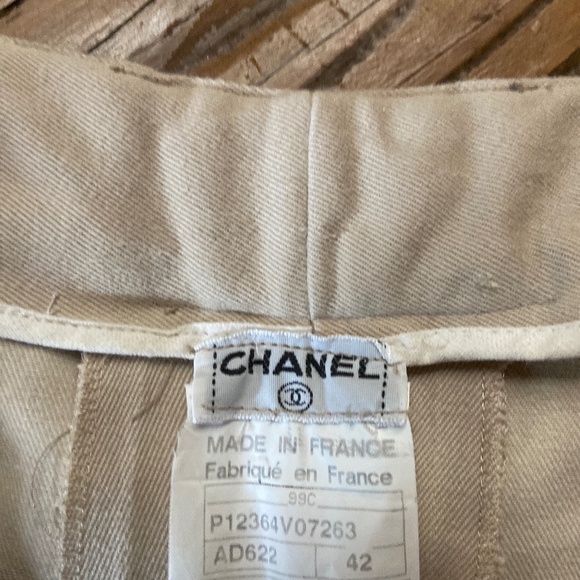 CHANEL
MADE IN FRANCE
Fabriqué en France
99C
P12364V07263
AD622 42